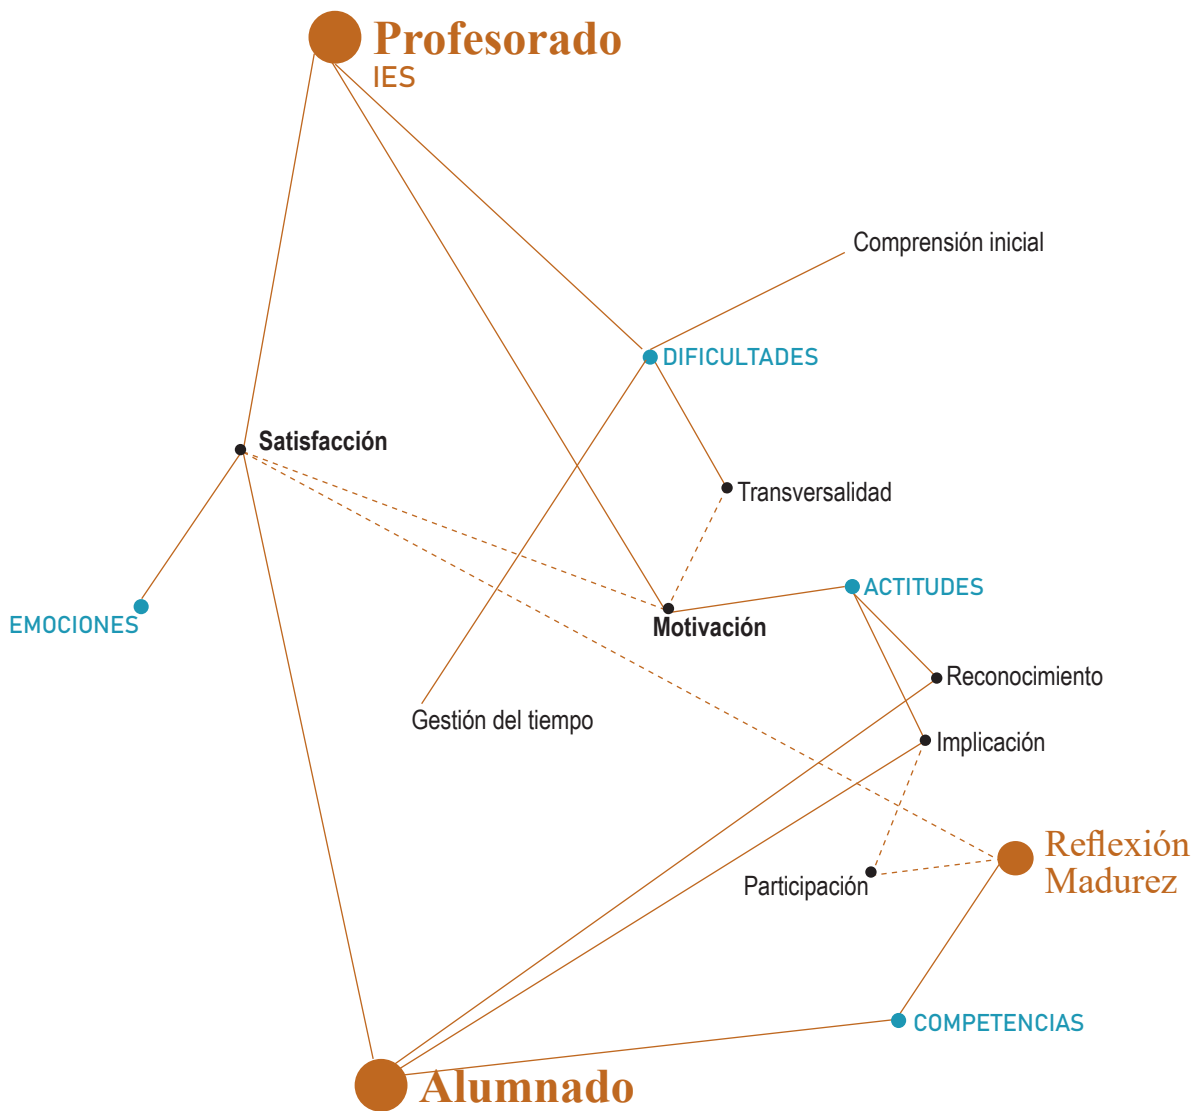 Profesorado
IES
Comprensión inicial
DIFICULTADES
Satisfacción
Transversalidad
ACTITUDES
EMOCIONES
Motivación
Reconocimiento
Gestión del tiempo
Implicación
Reflexión
Madurez
Participación
COMPETENCIAS
Alumnado